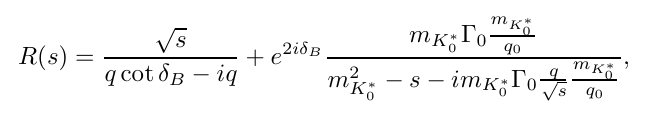 $R(s) = \frac{\sqrt{s}}{q \cot \delta_B - iq} + e^{2i\delta_B} \frac{m_{K_0^*} \Gamma_0 \frac{m_{K_0^*}}{q_0}}{m_{K_0^*}^2 - s - i m_{K_0^*} \Gamma_0 \frac{q}{\sqrt{s}} \frac{m_{K_0^*}}{q_0}},$